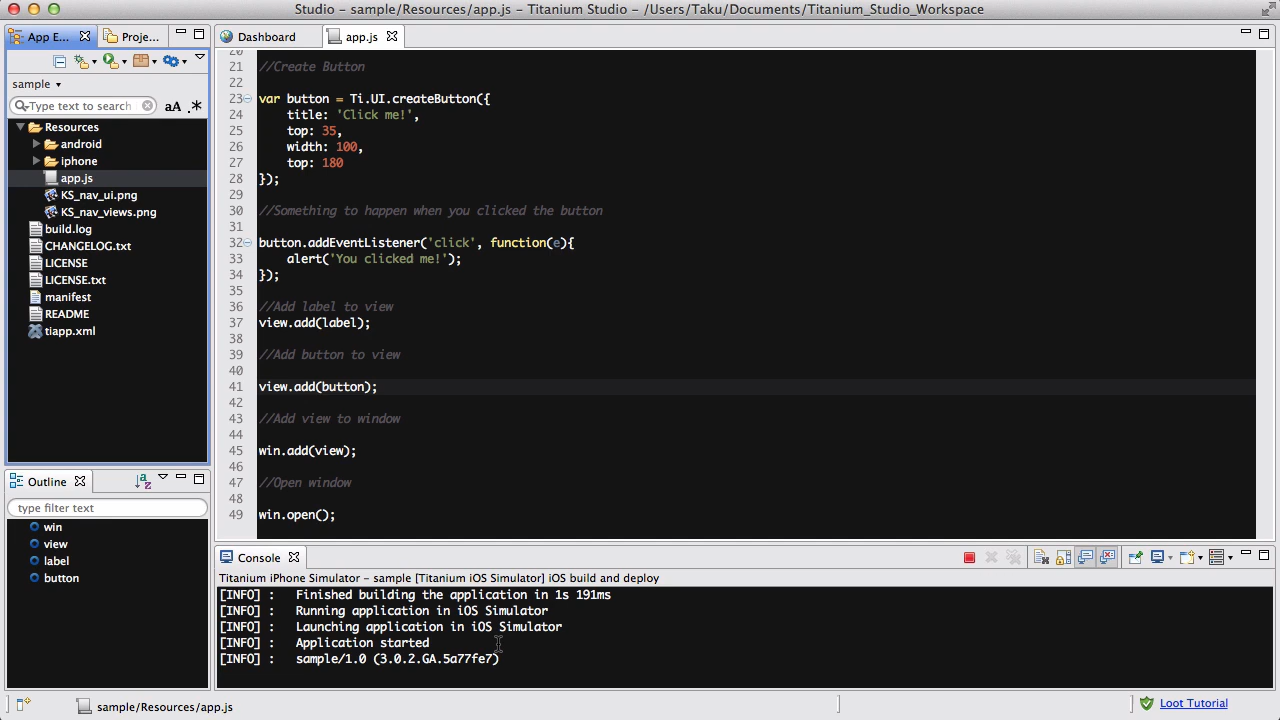 Studio - sample/Resources/app.js - Titanium Studio - /Users/Taku/Documents/Titanium_Studio_Workspace
App E...
Proje...
sample
Type text to search
aA .*
Resources
android
iphone
app.js
KS_nav_ui.png
KS_nav_views.png
build.log
CHANGELOG.txt
LICENSE
LICENSE.txt
manifest
README
tiapp.xml
Outline
type filter text
win
view
label
button
Dashboard
app.js
20
21 //Create Button
22
23 var button = Ti.UI.createButton({
24 title: 'Click me!',
25 top: 35,
26 width: 100,
27 top: 180
28 });
29
30 //Something to happen when you clicked the button
31
32 button.addEventListener('click', function(e){
33 alert('You clicked me!');
34 });
35
36 //Add label to view
37 view.add(label);
38
39 //Add button to view
40
41 view.add(button);
42
43 //Add view to window
44
45 win.add(view);
46
47 //Open window
48
49 win.open();
Console
Titanium iPhone Simulator - sample [Titanium iOS Simulator] iOS build and deploy
[INFO] : Finished building the application in 1s 191ms
[INFO] : Running application in iOS Simulator
[INFO] : Launching application in iOS Simulator
[INFO] : Application started
[INFO] : sample/1.0 (3.0.2.GA.5a77fe7)
sample/Resources/app.js
Loot Tutorial